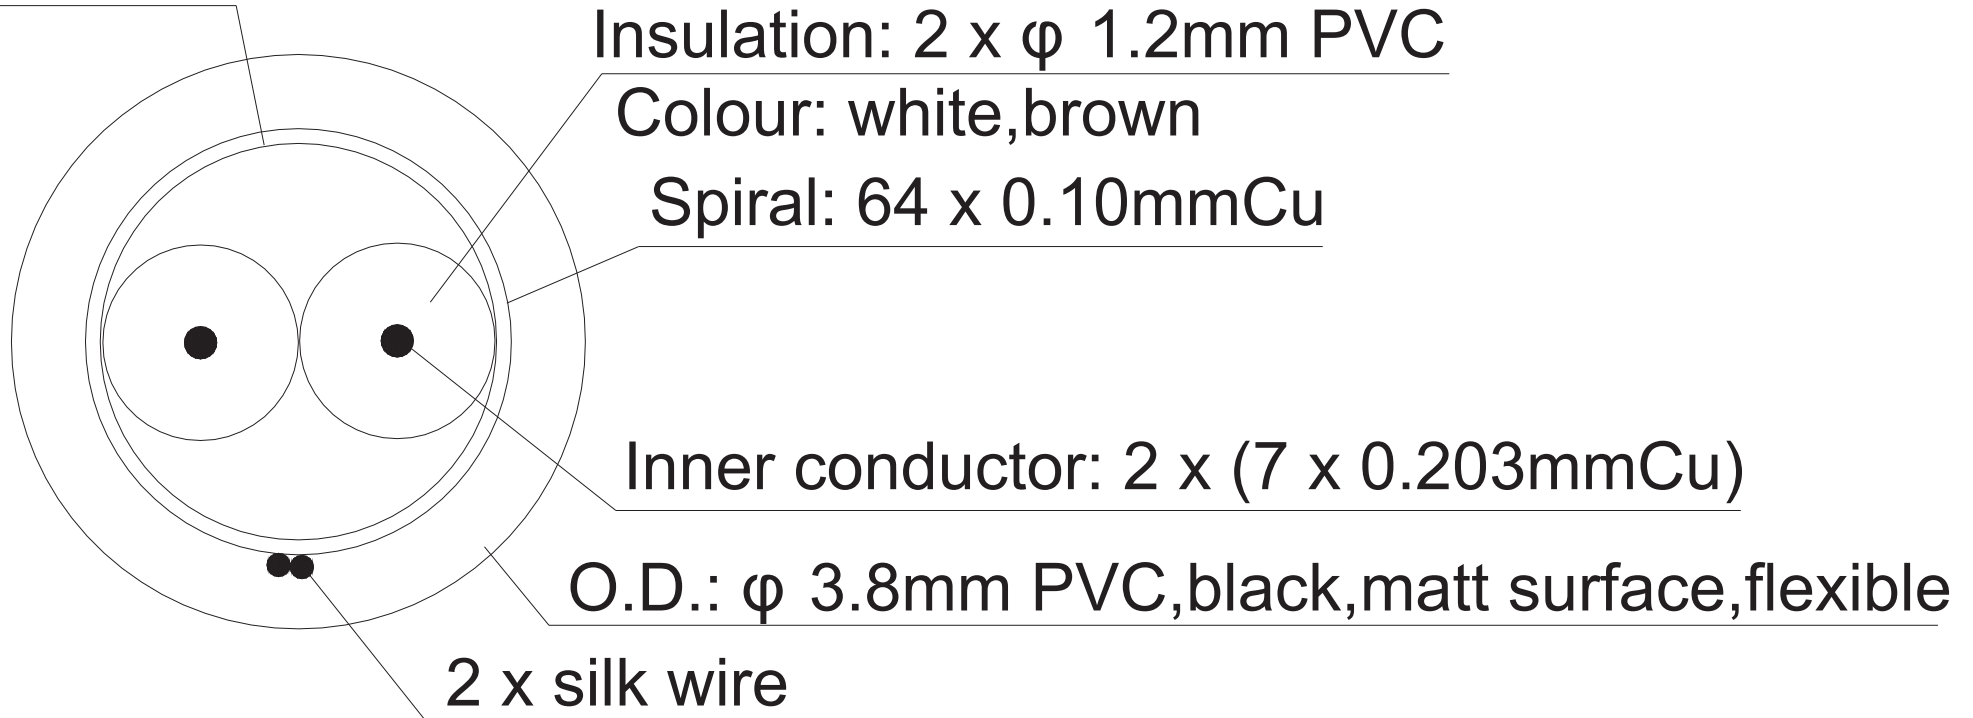 Insulation: 2 x φ 1.2mm PVC
Colour: white,brown
Spiral: 64 x 0.10mmCu
Inner conductor: 2 x (7 x 0.203mmCu)
O.D.: φ 3.8mm PVC,black,matt surface,flexible
2 x silk wire